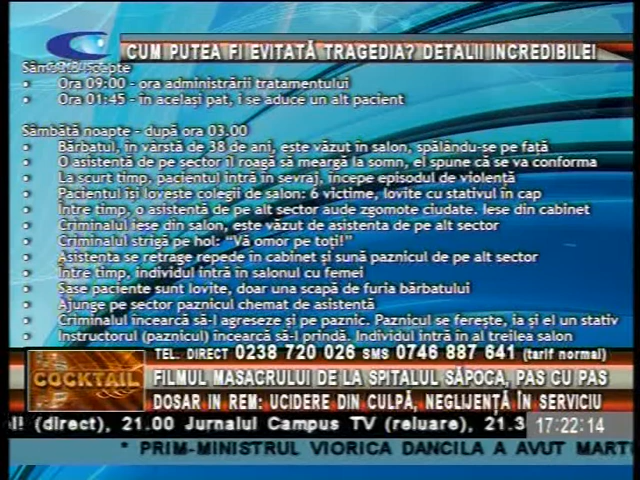 CUM PUTEA FI EVITATĂ TRAGEDIA? DETALII INCREDIBILE!
Sâmbătă noapte
Ora 09:00 - ora administrării tratamentului
Ora 01:45 - în același pat, i se aduce un alt pacient
Sâmbătă noapte - după ora 03.00
Bărbatul, în vârstă de 38 de ani, este văzut în salon, spălându-se pe față
O asistentă de pe sector îl roagă să meargă la somn, el spune că se va conforma
La scurt timp, pacientul intră în sevraj, începe episodul de violență
Pacientul își lovește colegii de salon: 6 victime, lovite cu stativul în cap
Între timp, o asistentă de pe alt sector aude zgomote ciudate. Iese din cabinet
Criminalul iese din salon, este văzut de asistenta de pe alt sector
Criminalul strigă pe hol: "Vă omor pe toți!"
Asistenta se retrage repede în cabinet și sună paznicul de pe alt sector
Între timp, individul intră în salonul cu femei
Șase paciente sunt lovite, doar una scapă de furia bărbatului
Ajunge pe sector paznicul chemat de asistentă
Criminalul încearcă să-l agreseze și pe paznic. Paznicul se ferește, ia și el un stativ
Instructorul (paznicul) încearcă să-l prindă. Individul intră în al treilea salon
TEL. DIRECT 0238 720 026 SMS 0746 887 641 (tarif normal)
COCKTAIL
FILMUL MASACRULUI DE LA SPITALUL SĂPOCA, PAS CU PAS
DOSAR IN REM: UCIDERE DIN CULPĂ, NEGLIJENȚĂ ÎN SERVICIU
(direct), 21.00 Jurnalul Campus TV (reluare), 21.3
17:22:14
* PRIM-MINISTRUL VIORICA DANCILA A AVUT